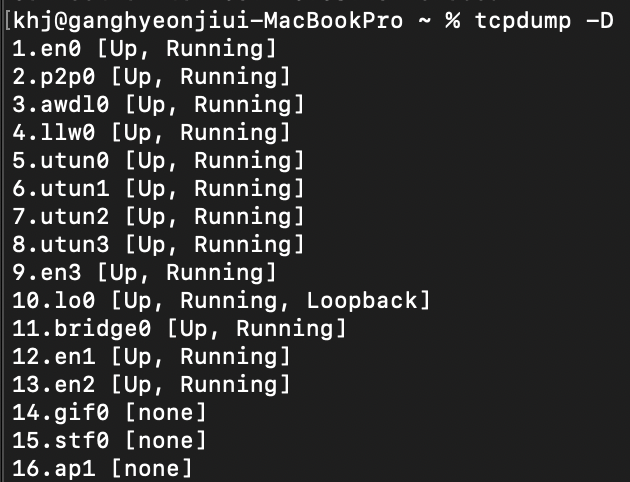 [khj@ganghyeonjiui-MacBookPro ~ % tcpdump -D
1.en0 [Up, Running]
2.p2p0 [Up, Running]
3.awdl0 [Up, Running]
4.llw0 [Up, Running]
5.utun0 [Up, Running]
6.utun1 [Up, Running]
7.utun2 [Up, Running]
8.utun3 [Up, Running]
9.en3 [Up, Running]
10.lo0 [Up, Running, Loopback]
11.bridge0 [Up, Running]
12.en1 [Up, Running]
13.en2 [Up, Running]
14.gif0 [none]
15.stf0 [none]
16.ap1 [none]